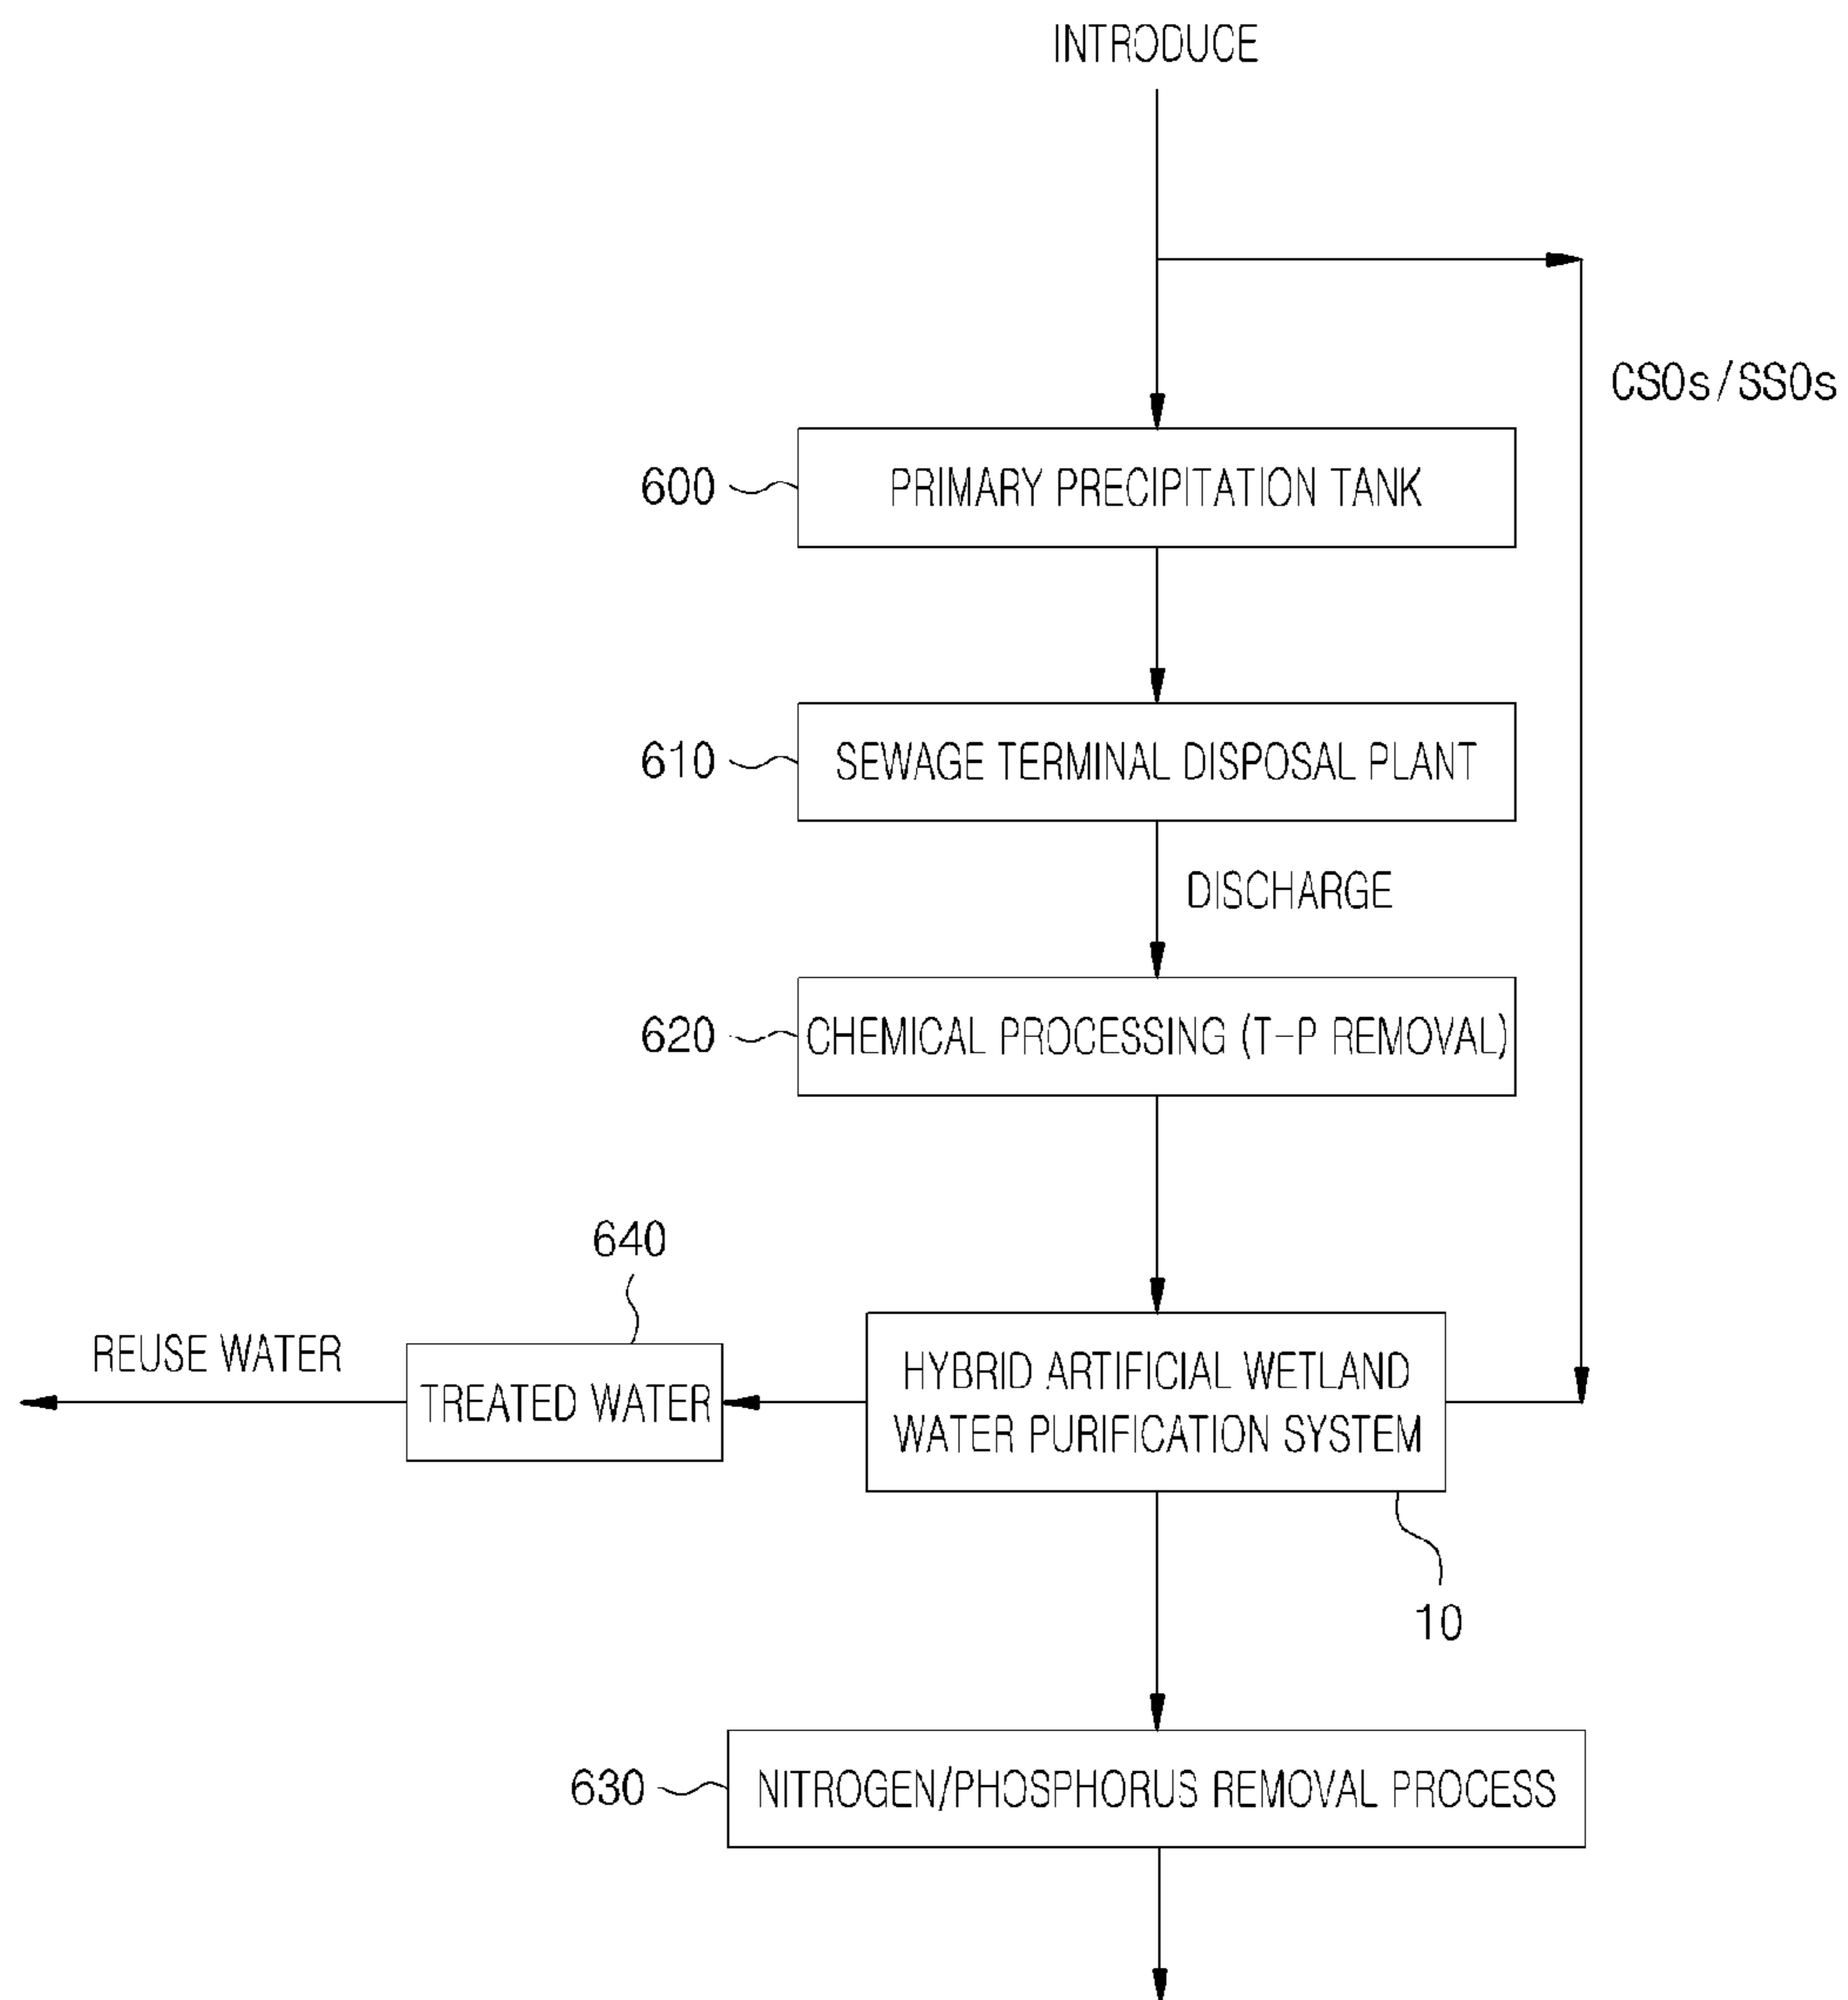 INTRODUCE
CSOs/SSOs
600
PRIMARY PRECIPITATION TANK
610
SEWAGE TERMINAL DISPOSAL PLANT
DISCHARGE
620
CHEMICAL PROCESSING (T-P REMOVAL)
640
REUSE WATER
TREATED WATER
HYBRID ARTIFICIAL WETLAND
WATER PURIFICATION SYSTEM
10
630
NITROGEN/PHOSPHORUS REMOVAL PROCESS